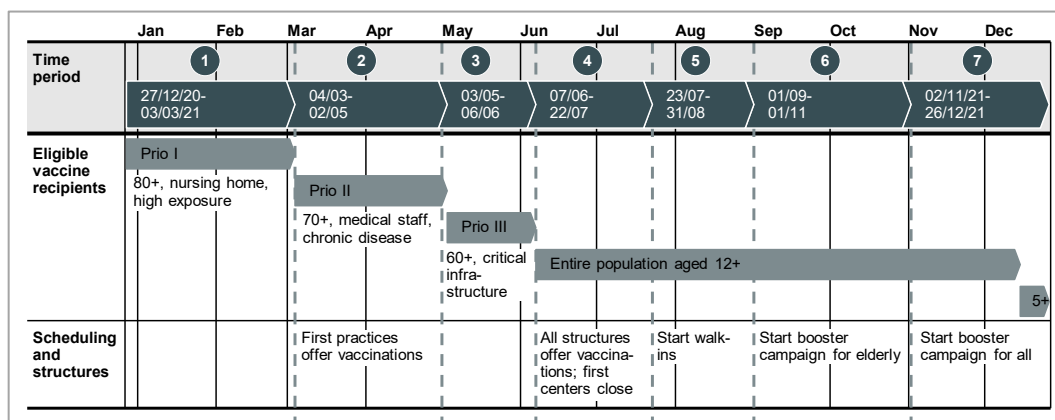 Jan Feb Mar Apr May Jun Jul Aug Sep Oct Nov Dec
Time
period
1 2 3 4 5 6 7
27/12/20-
03/03/21
04/03-
02/05
03/05-
06/06
07/06-
22/07
23/07-
31/08
01/09-
01/11
02/11/21-
26/12/21
Eligible
vaccine
recipients
Prio I
80+, nursing home,
high exposure
Prio II
70+, medical staff,
chronic disease
Prio III
60+, critical
infra-
structure
Entire population aged 12+
5+
Scheduling
and
structures
First practices
offer vaccinations
All structures
offer vaccina-
tions; first
centers close
Start walk-
ins
Start booster
campaign for elderly
Start booster
campaign for all